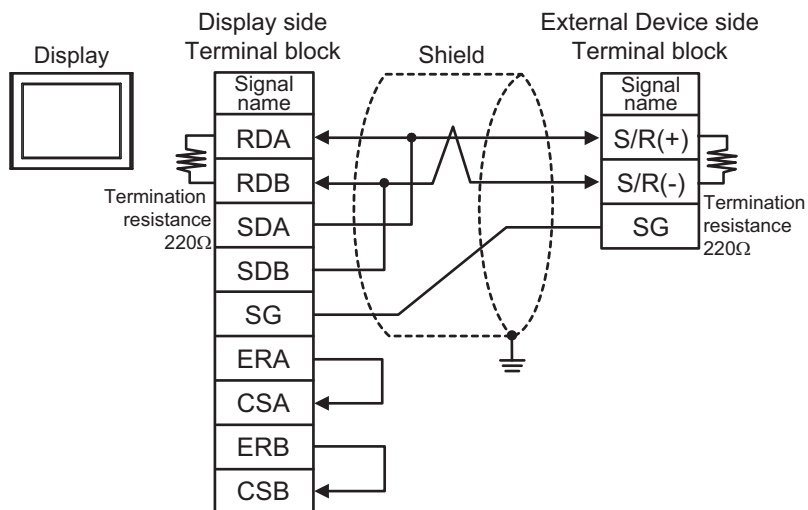 Display
Display side
Terminal block
Shield
External Device side
Terminal block
Signal
name
RDA
RDB
SDA
SDB
SG
ERA
CSA
ERB
CSB
Termination
resistance
220Ω
Signal
name
S/R(+)
S/R(-)
SG
Termination
resistance
220Ω